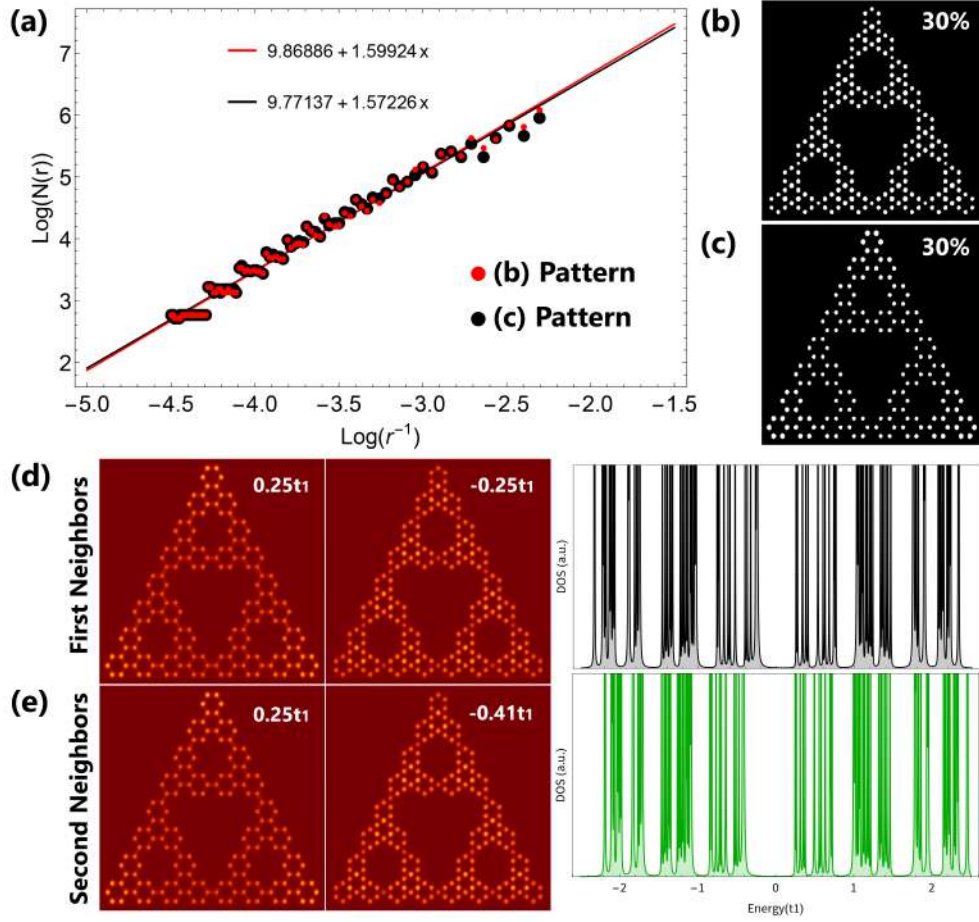 (a)
7
6
5
4
3
2
Log(N(r)
9.86886 + 1.59924 x
9.77137 + 1.57226 x
(b) Pattern
(c) Pattern
−5.0 −4.5 −4.0 −3.5 −3.0 −2.5 −2.0 −1.5
Log(r⁻¹)
(b)
30%
(c)
30%
(d)
First Neighbors
0.25t₁
-0.25t₁
DOS (a.u.)
(e)
Second Neighbors
0.25t₁
-0.41t₁
DOS (a.u.)
−2 −1 0 1 2
Energy(t1)